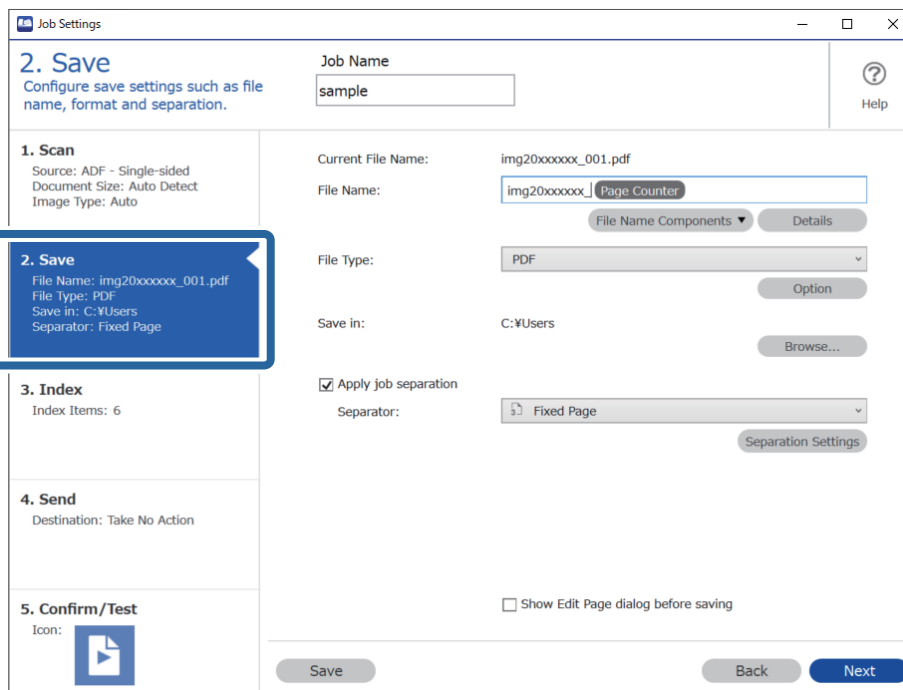 Job Settings
2. Save
Configure save settings such as file
name, format and separation.
Job Name
sample
Help
1. Scan
Source: ADF - Single-sided
Document Size: Auto Detect
Image Type: Auto
2. Save
File Name: img20xxxxxx_001.pdf
File Type: PDF
Save in: C:¥Users
Separator: Fixed Page
3. Index
Index Items: 6
4. Send
Destination: Take No Action
5. Confirm/Test
Icon:
Current File Name: img20xxxxxx_001.pdf
File Name: img20xxxxxx_ Page Counter
File Name Components ▼ Details
File Type: PDF
Option
Save in: C:¥Users
Browse...
Apply job separation
Separator: Fixed Page
Separation Settings
Show Edit Page dialog before saving
Save Back Next